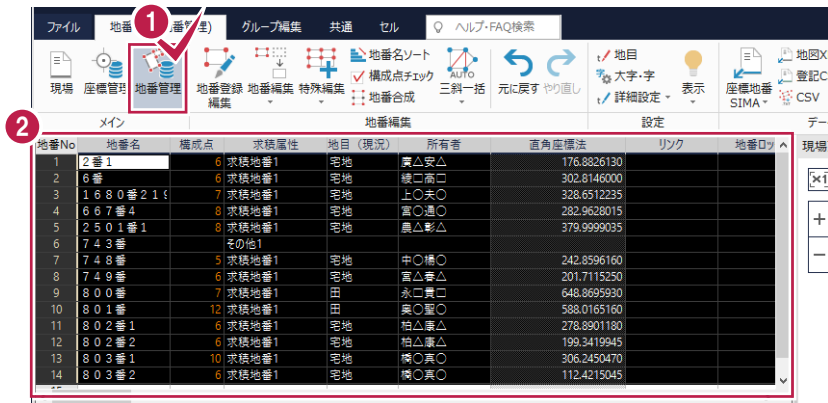 1
ファイル 地番 番管理) グループ編集 共通 セル ヘルプ・FAQ検索
現場 座標管理 地番管理 地番登録編集 地番編集 特殊編集 地番名ソート 構成点チェック 地番合成 AUTO 三斜一括 元に戻す やり直し 地目 大字・字 詳細設定 表示 座標地番 SIMA 地図X 登記C CSV
メイン 地番編集 設定 デー
2
地番No 地番名 構成点 求積属性 地目（現況） 所有者 直角座標法 リンク 地番ロッ 現場
1 2番1 6 求積地番1 宅地 廣△安△ 176.8826130
2 6番 6 求積地番1 宅地 綾□高□ 302.8146000
3 1680番219 7 求積地番1 宅地 上○夫○ 328.6512235
4 667番4 8 求積地番1 宅地 宮○通○ 282.9628015
5 2501番1 8 求積地番1 宅地 農△彰△ 379.9999035
6 743番 その他1
7 748番 5 求積地番1 宅地 中○楊○ 242.8596160
8 749番 6 求積地番1 宅地 宮△春△ 201.7115250
9 800番 7 求積地番1 田 永□貫□ 648.8695930
10 801番 12 求積地番1 田 奥○聖○ 588.0165160
11 802番1 6 求積地番1 宅地 柏△康△ 278.8901180
12 802番2 6 求積地番1 宅地 柏△康△ 199.3419945
13 803番1 10 求積地番1 宅地 橋○真○ 306.2450470
14 803番2 6 求積地番1 宅地 橋○真○ 112.4215045